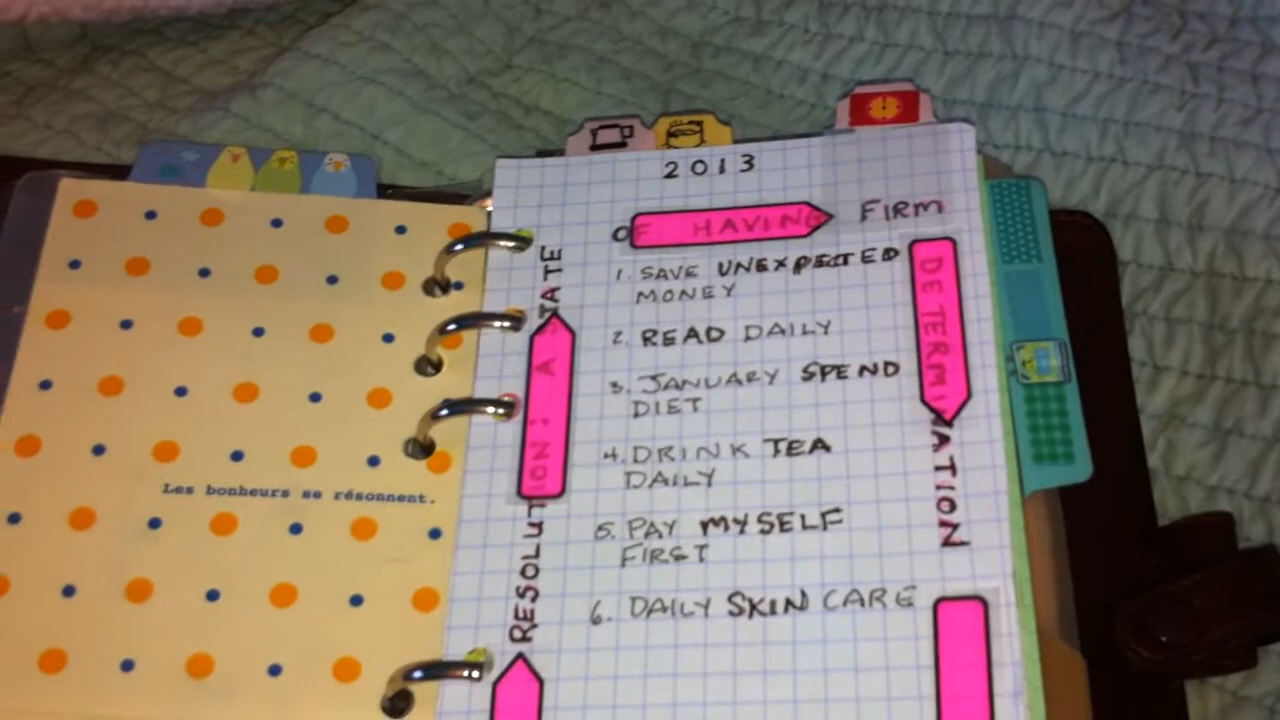 2013
RESOLUTION: A STATE
OF HAVING FIRM
DETERMINATION
1. SAVE UNEXPECTED
MONEY
2. READ DAILY
3. JANUARY SPEND
DIET
4. DRINK TEA
DAILY
5. PAY MYSELF
FIRST
6. DAILY SKIN CARE
Les bonheurs se résonnent.